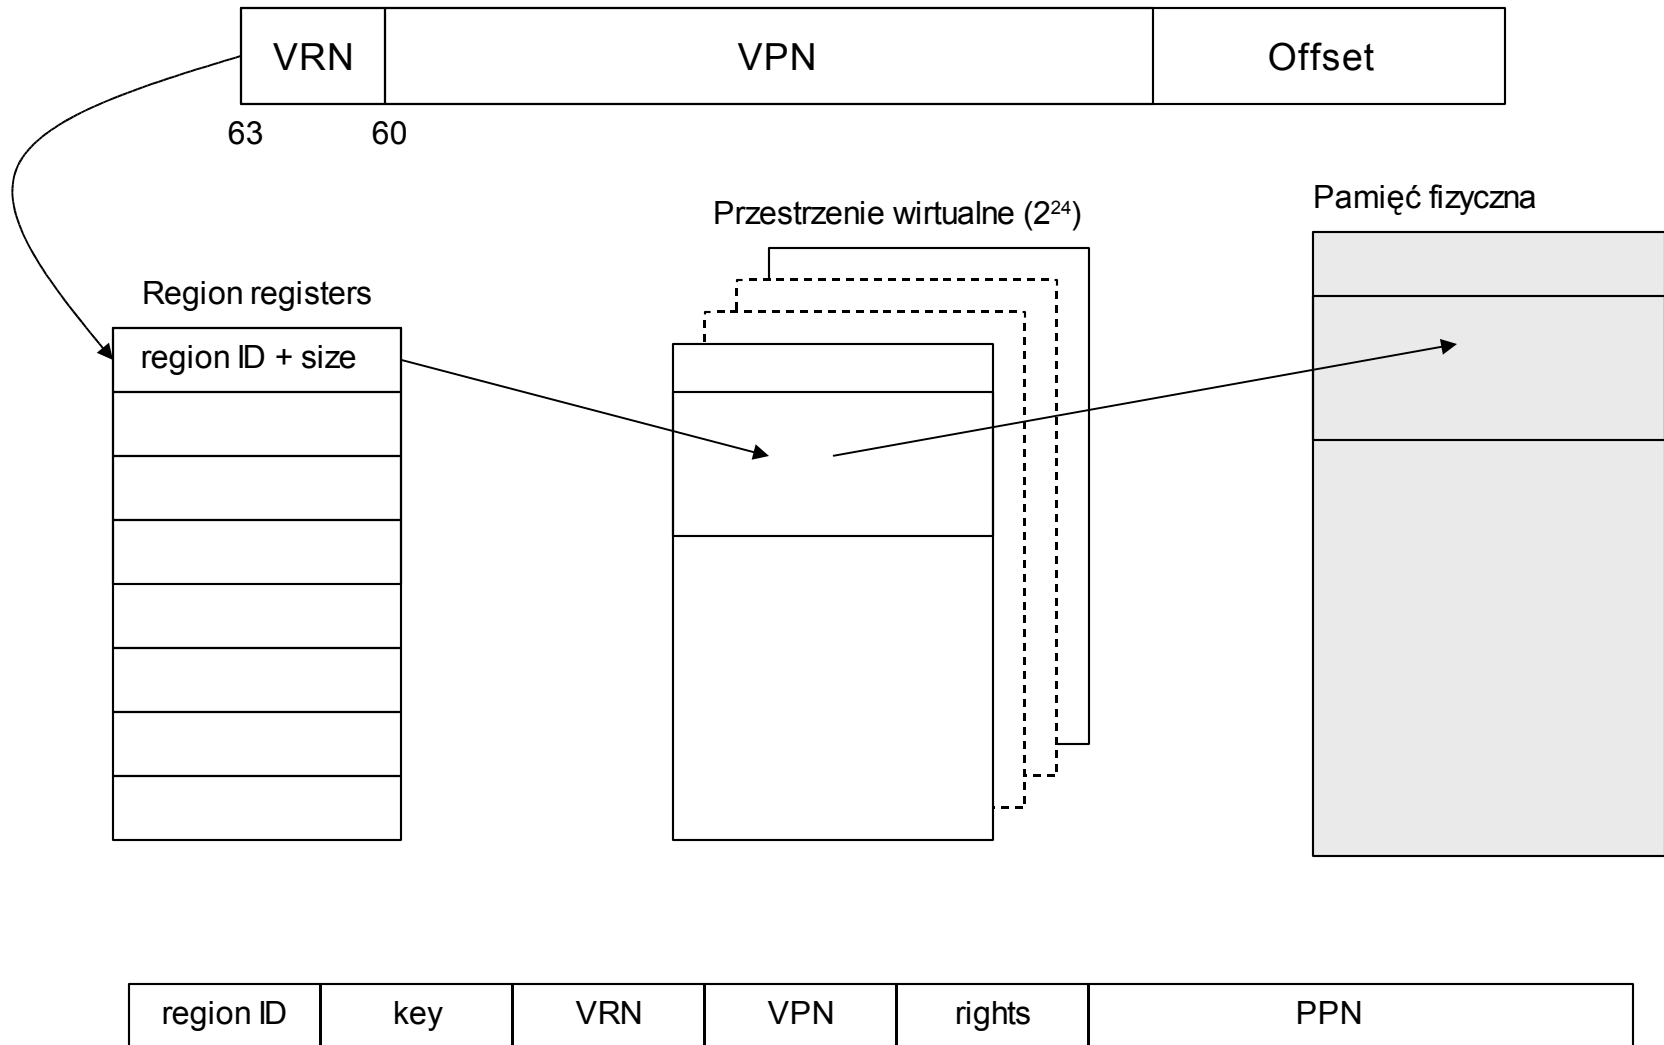 VRN VPN Offset
63 60
Pamięć fizyczna
Przestrzenie wirtualne (2²⁴)
Region registers
region ID + size
region ID key VRN VPN rights PPN